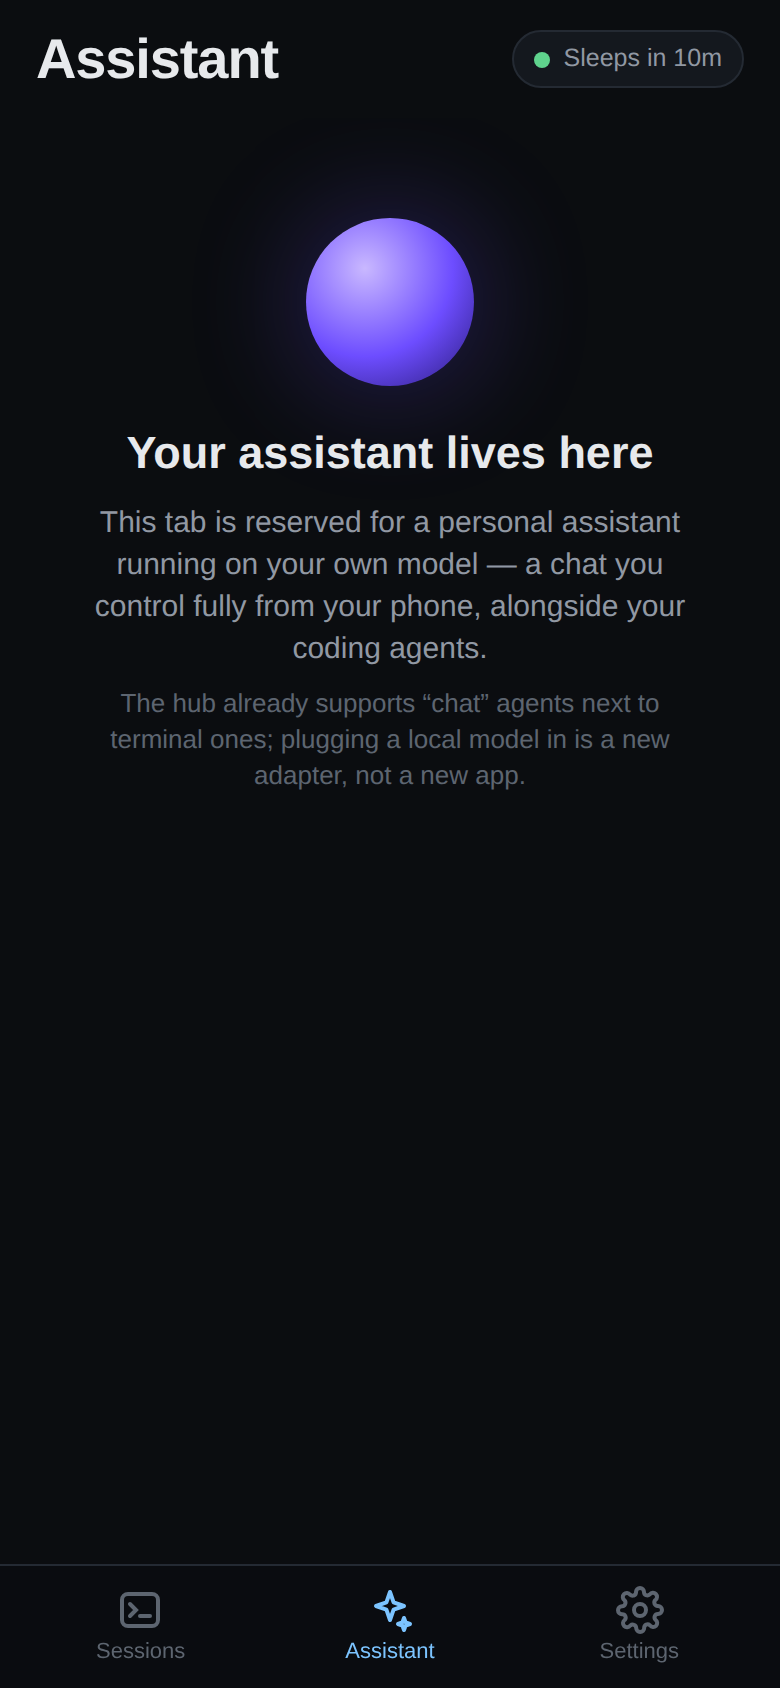 Assistant
Sleeps in 10m
Your assistant lives here
This tab is reserved for a personal assistant
running on your own model — a chat you
control fully from your phone, alongside your
coding agents.
The hub already supports “chat” agents next to
terminal ones; plugging a local model in is a new
adapter, not a new app.
Sessions
Assistant
Settings